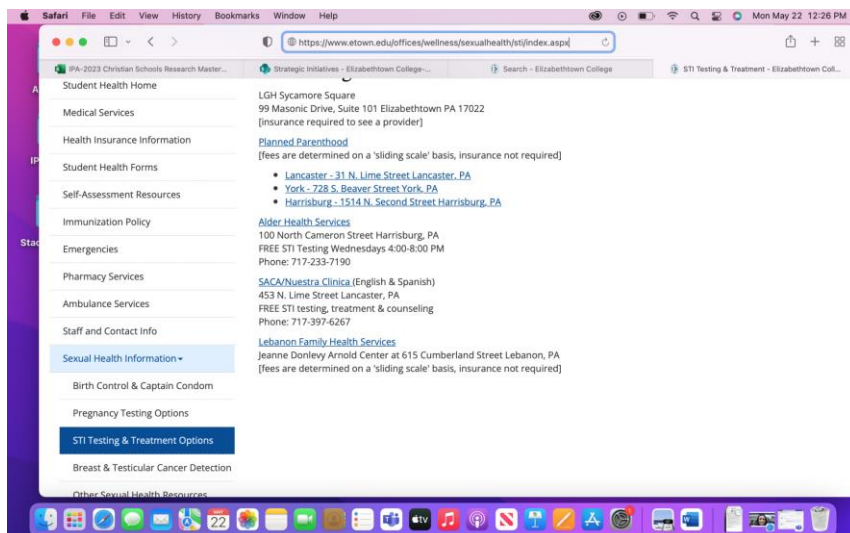 Safari File Edit View History Bookmarks Window Help Mon May 22 12:26 PM
https://www.etown.edu/offices/wellness/sexualhealth/sti/index.aspx
IPA-2023 Christian Schools Research Master... Strategic Initiatives - Elizabethtown College-... Search - Elizabethtown College STI Testing & Treatment - Elizabethtown Coll...
Student Health Home
Medical Services
Health Insurance Information
Student Health Forms
Self-Assessment Resources
Immunization Policy
Emergencies
Pharmacy Services
Ambulance Services
Staff and Contact Info
Sexual Health Information
Birth Control & Captain Condom
Pregnancy Testing Options
STI Testing & Treatment Options
Breast & Testicular Cancer Detection
Other Sexual Health Resources
LGH Sycamore Square
99 Masonic Drive, Suite 101 Elizabethtown PA 17022
[insurance required to see a provider]
Planned Parenthood
[fees are determined on a 'sliding scale' basis, insurance not required]
• Lancaster - 31 N. Lime Street Lancaster, PA
• York - 728 S. Beaver Street York, PA
• Harrisburg - 1514 N. Second Street Harrisburg, PA
Alder Health Services
100 North Cameron Street Harrisburg, PA
FREE STI Testing Wednesdays 4:00-8:00 PM
Phone: 717-233-7190
SACA/Nuestra Clinica (English & Spanish)
453 N. Lime Street Lancaster, PA
FREE STI testing, treatment & counseling
Phone: 717-397-6267
Lebanon Family Health Services
Jeanne Donlevy Arnold Center at 615 Cumberland Street Lebanon, PA
[fees are determined on a 'sliding scale' basis, insurance not required]
MAY
22
tv